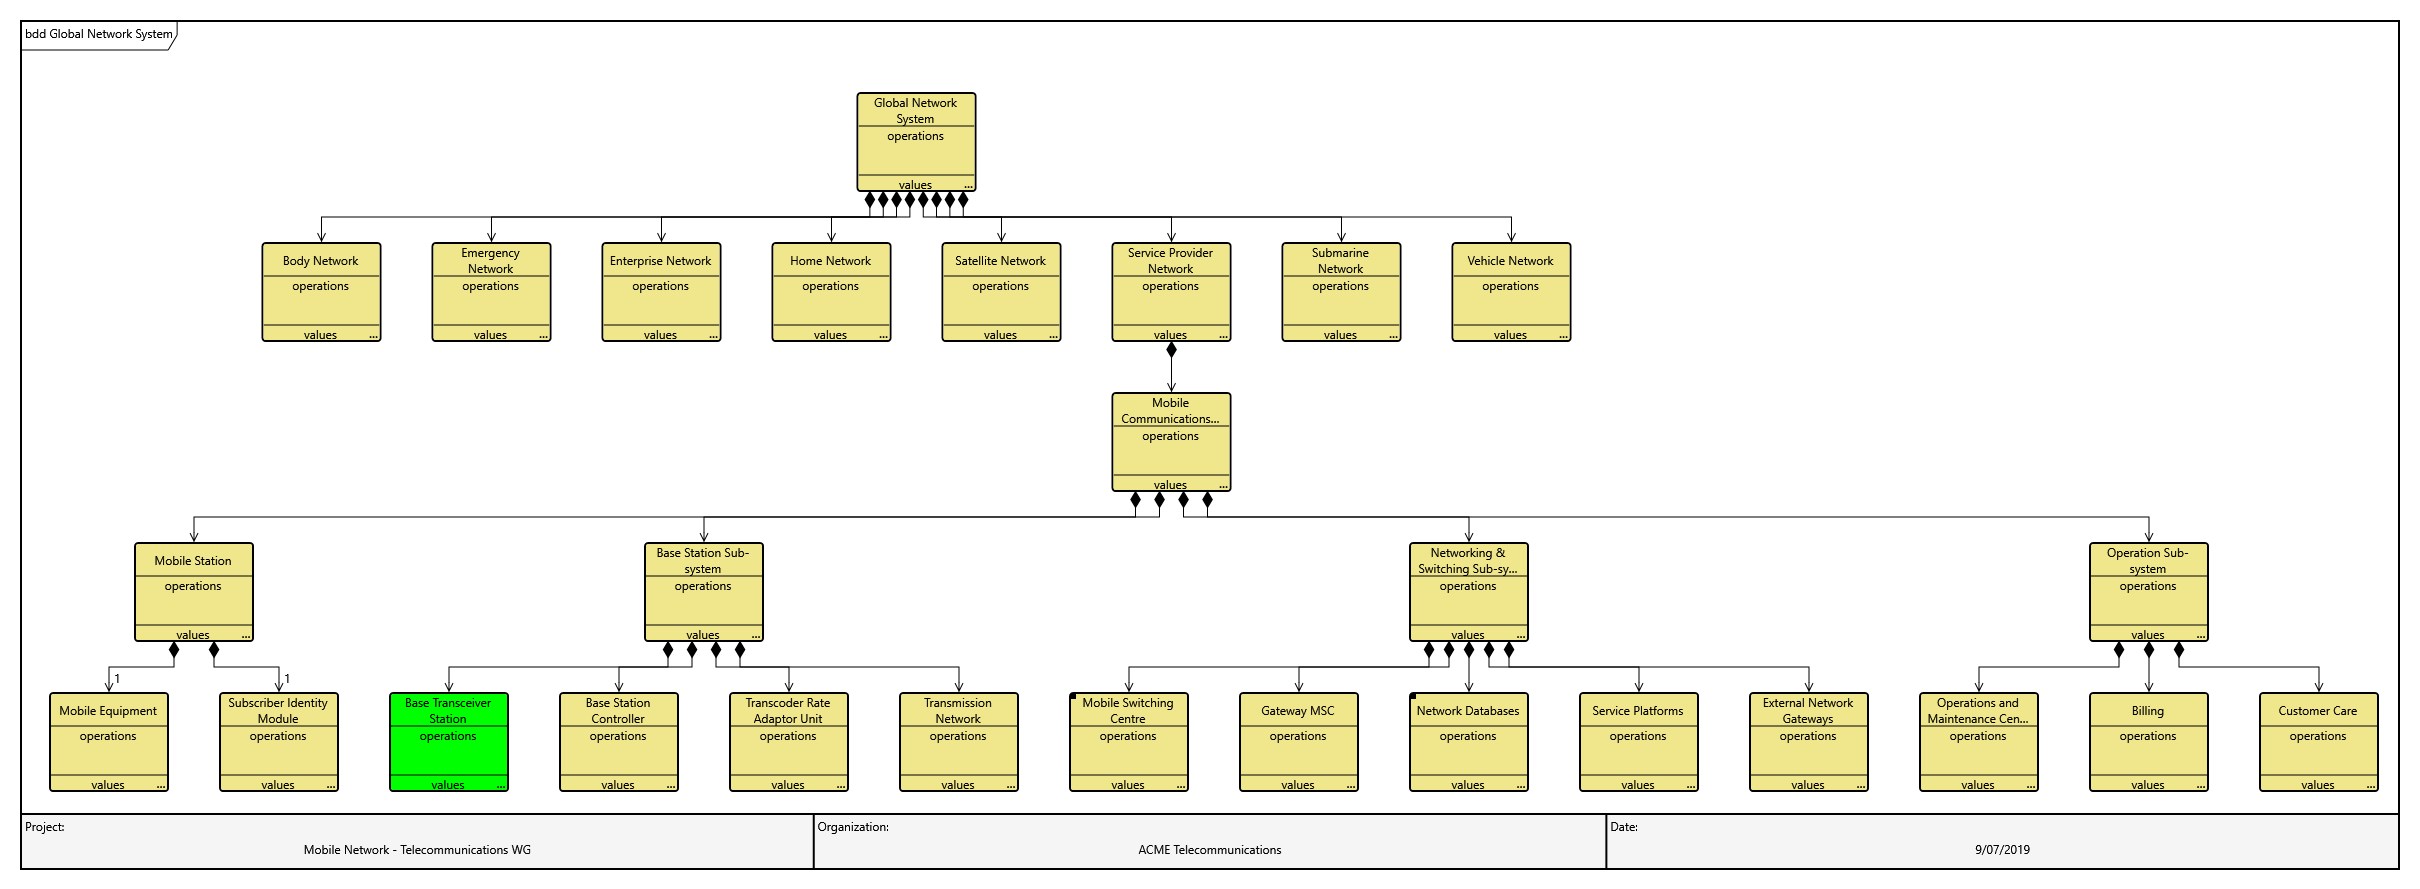 bdd Global Network System
Global Network
System
operations
values
...
Body Network
operations
values
...
Emergency
Network
operations
values
...
Enterprise Network
operations
values
...
Home Network
operations
values
...
Satellite Network
operations
values
...
Service Provider
Network
operations
values
...
Submarine
Network
operations
values
...
Vehicle Network
operations
values
...
Mobile
Communications...
operations
values
...
Mobile Station
operations
values
...
Base Station Sub-
system
operations
values
...
Networking &
Switching Sub-sy...
operations
values
...
Operation Sub-
system
operations
values
...
1
Mobile Equipment
operations
values
...
1
Subscriber Identity
Module
operations
values
...
Base Transceiver
Station
operations
values
...
Base Station
Controller
operations
values
...
Transcoder Rate
Adaptor Unit
operations
values
...
Transmission
Network
operations
values
...
Mobile Switching
Centre
operations
values
...
Gateway MSC
operations
values
...
Network Databases
operations
values
...
Service Platforms
operations
values
...
External Network
Gateways
operations
values
...
Operations and
Maintenance Cen...
operations
values
...
Billing
operations
values
...
Customer Care
operations
values
...
Project:
Mobile Network - Telecommunications WG
Organization:
ACME Telecommunications
Date:
9/07/2019